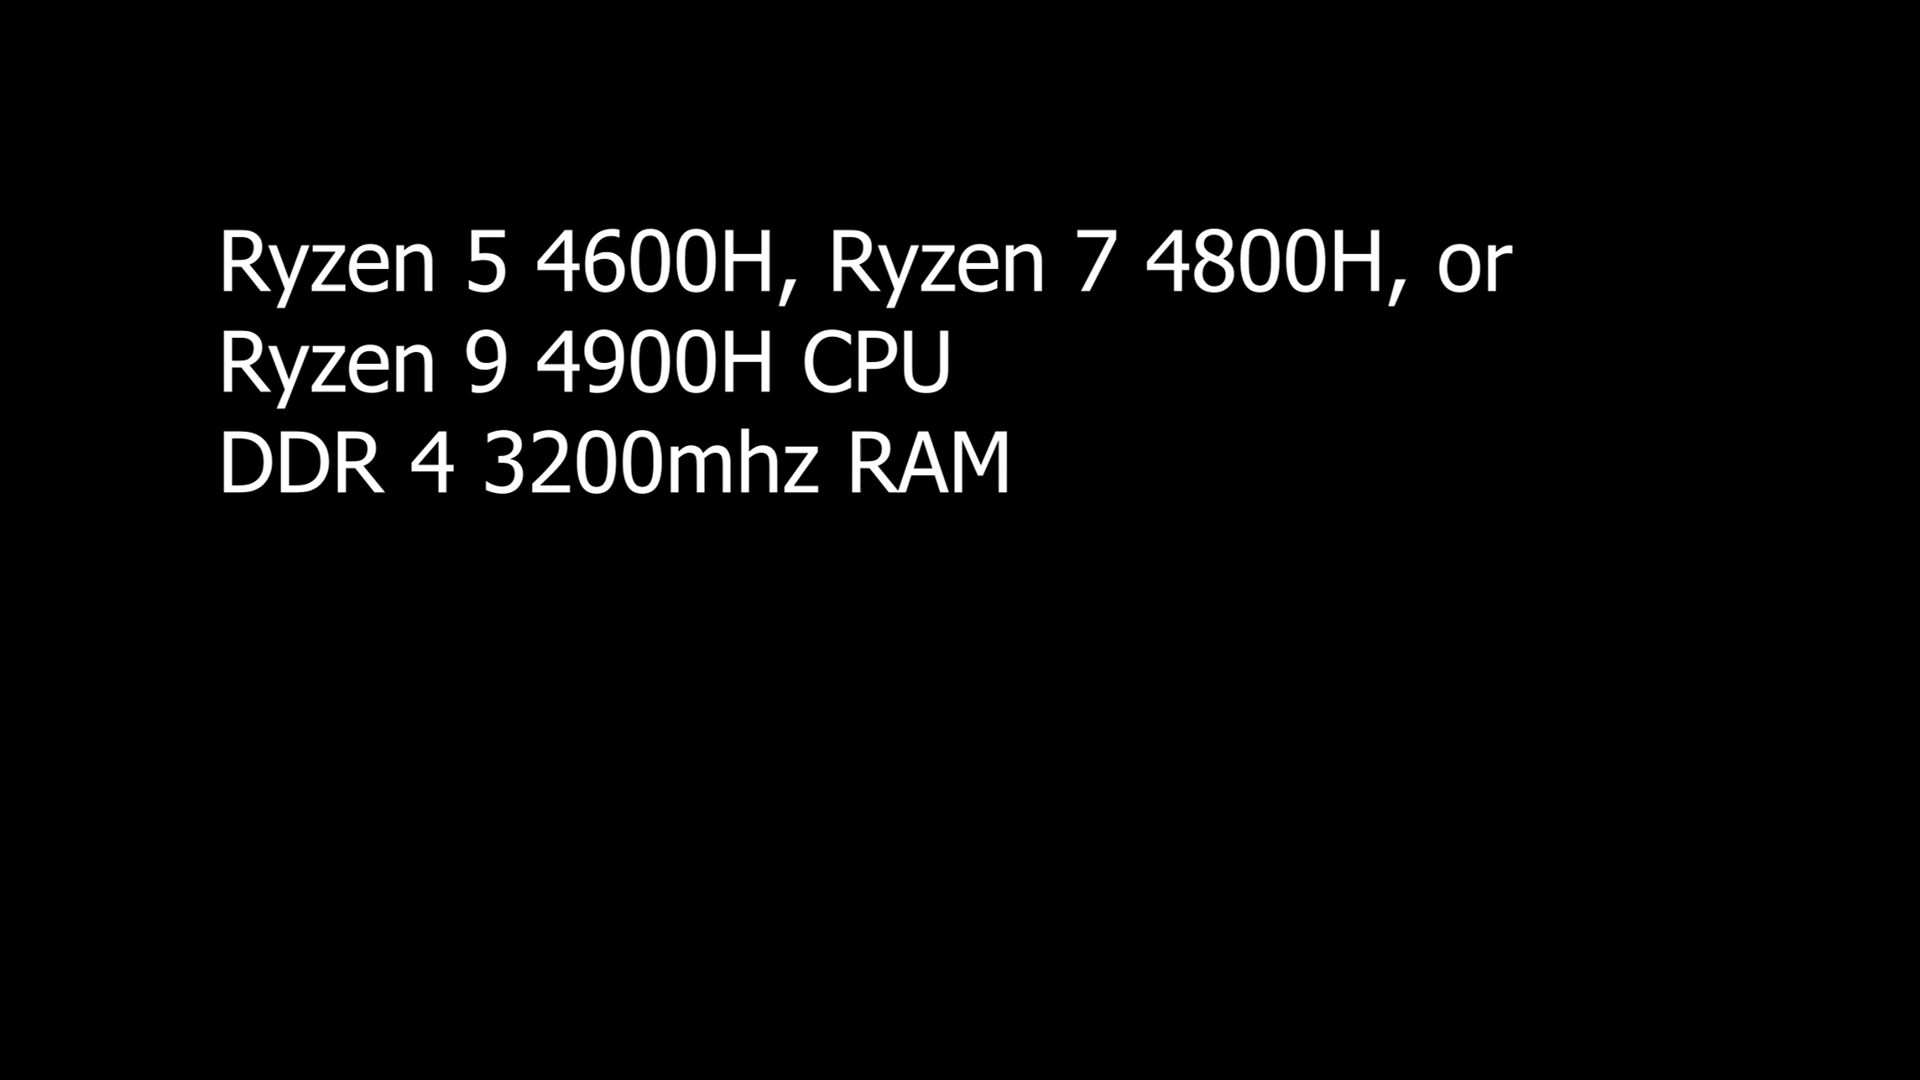 Ryzen 5 4600H, Ryzen 7 4800H, or
Ryzen 9 4900H CPU
DDR 4 3200mhz RAM